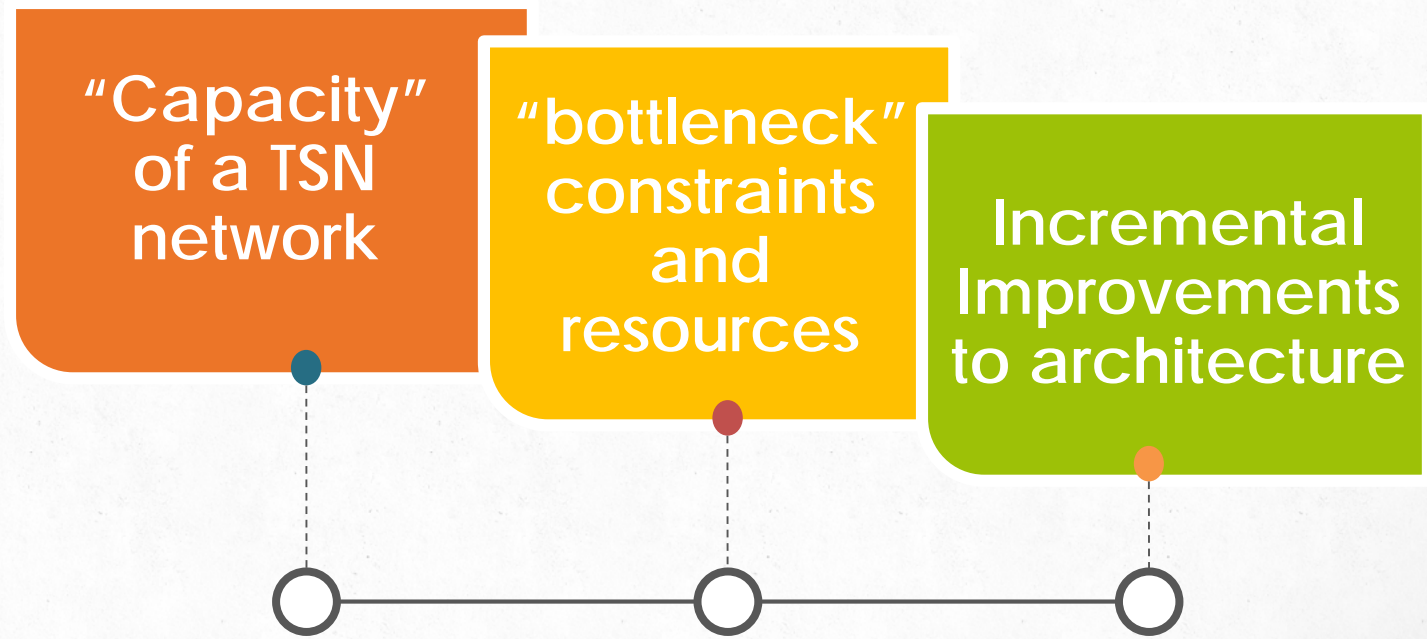 “Capacity”
of a TSN
network
“bottleneck”
constraints
and
resources
Incremental
Improvements
to architecture